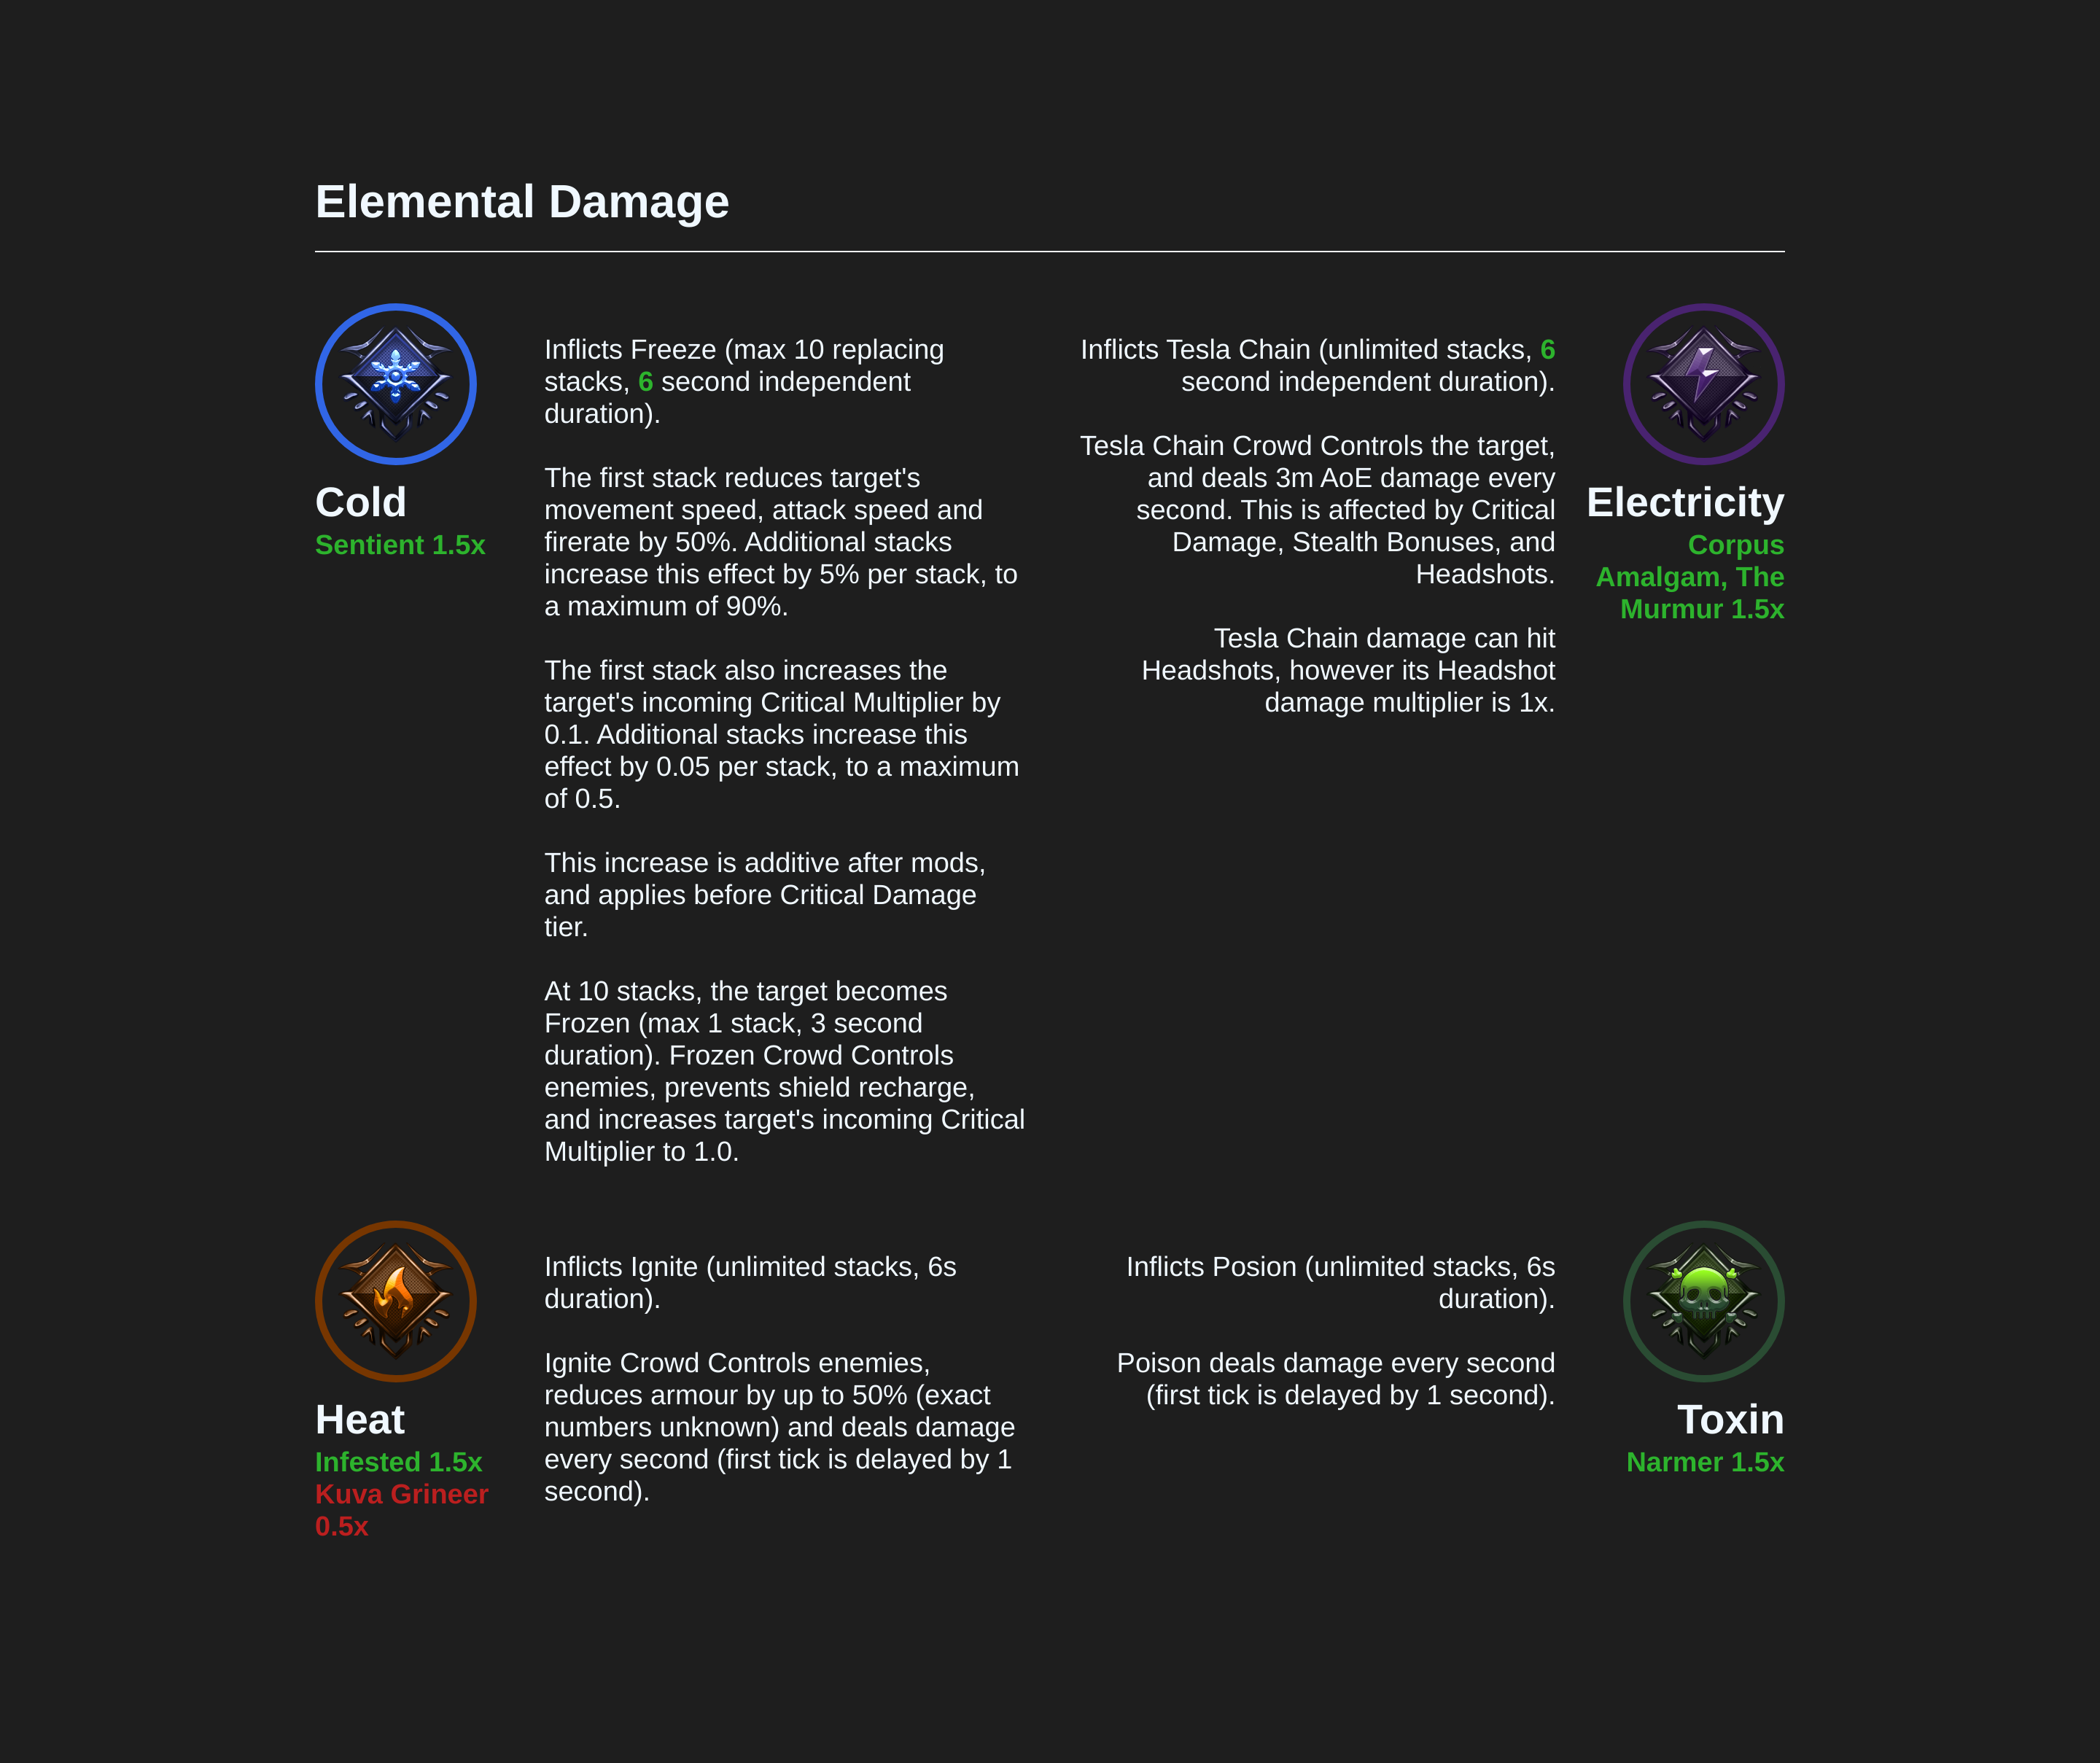 Elemental Damage
Cold
Sentient 1.5x
Inflicts Freeze (max 10 replacing
stacks, 6 second independent
duration).
The first stack reduces target's
movement speed, attack speed and
firerate by 50%. Additional stacks
increase this effect by 5% per stack, to
a maximum of 90%.
The first stack also increases the
target's incoming Critical Multiplier by
0.1. Additional stacks increase this
effect by 0.05 per stack, to a maximum
of 0.5.
This increase is additive after mods,
and applies before Critical Damage
tier.
At 10 stacks, the target becomes
Frozen (max 1 stack, 3 second
duration). Frozen Crowd Controls
enemies, prevents shield recharge,
and increases target's incoming Critical
Multiplier to 1.0.
Inflicts Tesla Chain (unlimited stacks, 6
second independent duration).
Tesla Chain Crowd Controls the target,
and deals 3m AoE damage every
second. This is affected by Critical
Damage, Stealth Bonuses, and
Headshots.
Tesla Chain damage can hit
Headshots, however its Headshot
damage multiplier is 1x.
Electricity
Corpus
Amalgam, The
Murmur 1.5x
Heat
Infested 1.5x
Kuva Grineer
0.5x
Inflicts Ignite (unlimited stacks, 6s
duration).
Ignite Crowd Controls enemies,
reduces armour by up to 50% (exact
numbers unknown) and deals damage
every second (first tick is delayed by 1
second).
Inflicts Posion (unlimited stacks, 6s
duration).
Poison deals damage every second
(first tick is delayed by 1 second).
Toxin
Narmer 1.5x